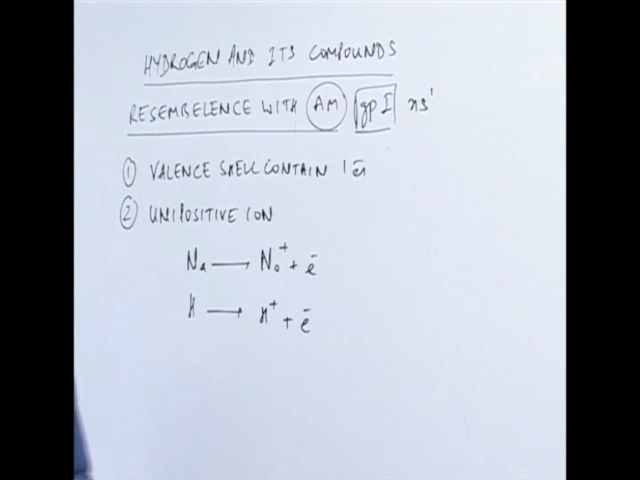 HYDROGEN AND ITS COMPOUNDS
RESEMBELENCE WITH AM gp I ns¹
① VALENCE SHELL CONTAIN 1 ē
② UNIPOSITIVE ION
Na → Na⁺ + ē
H → H⁺ + ē